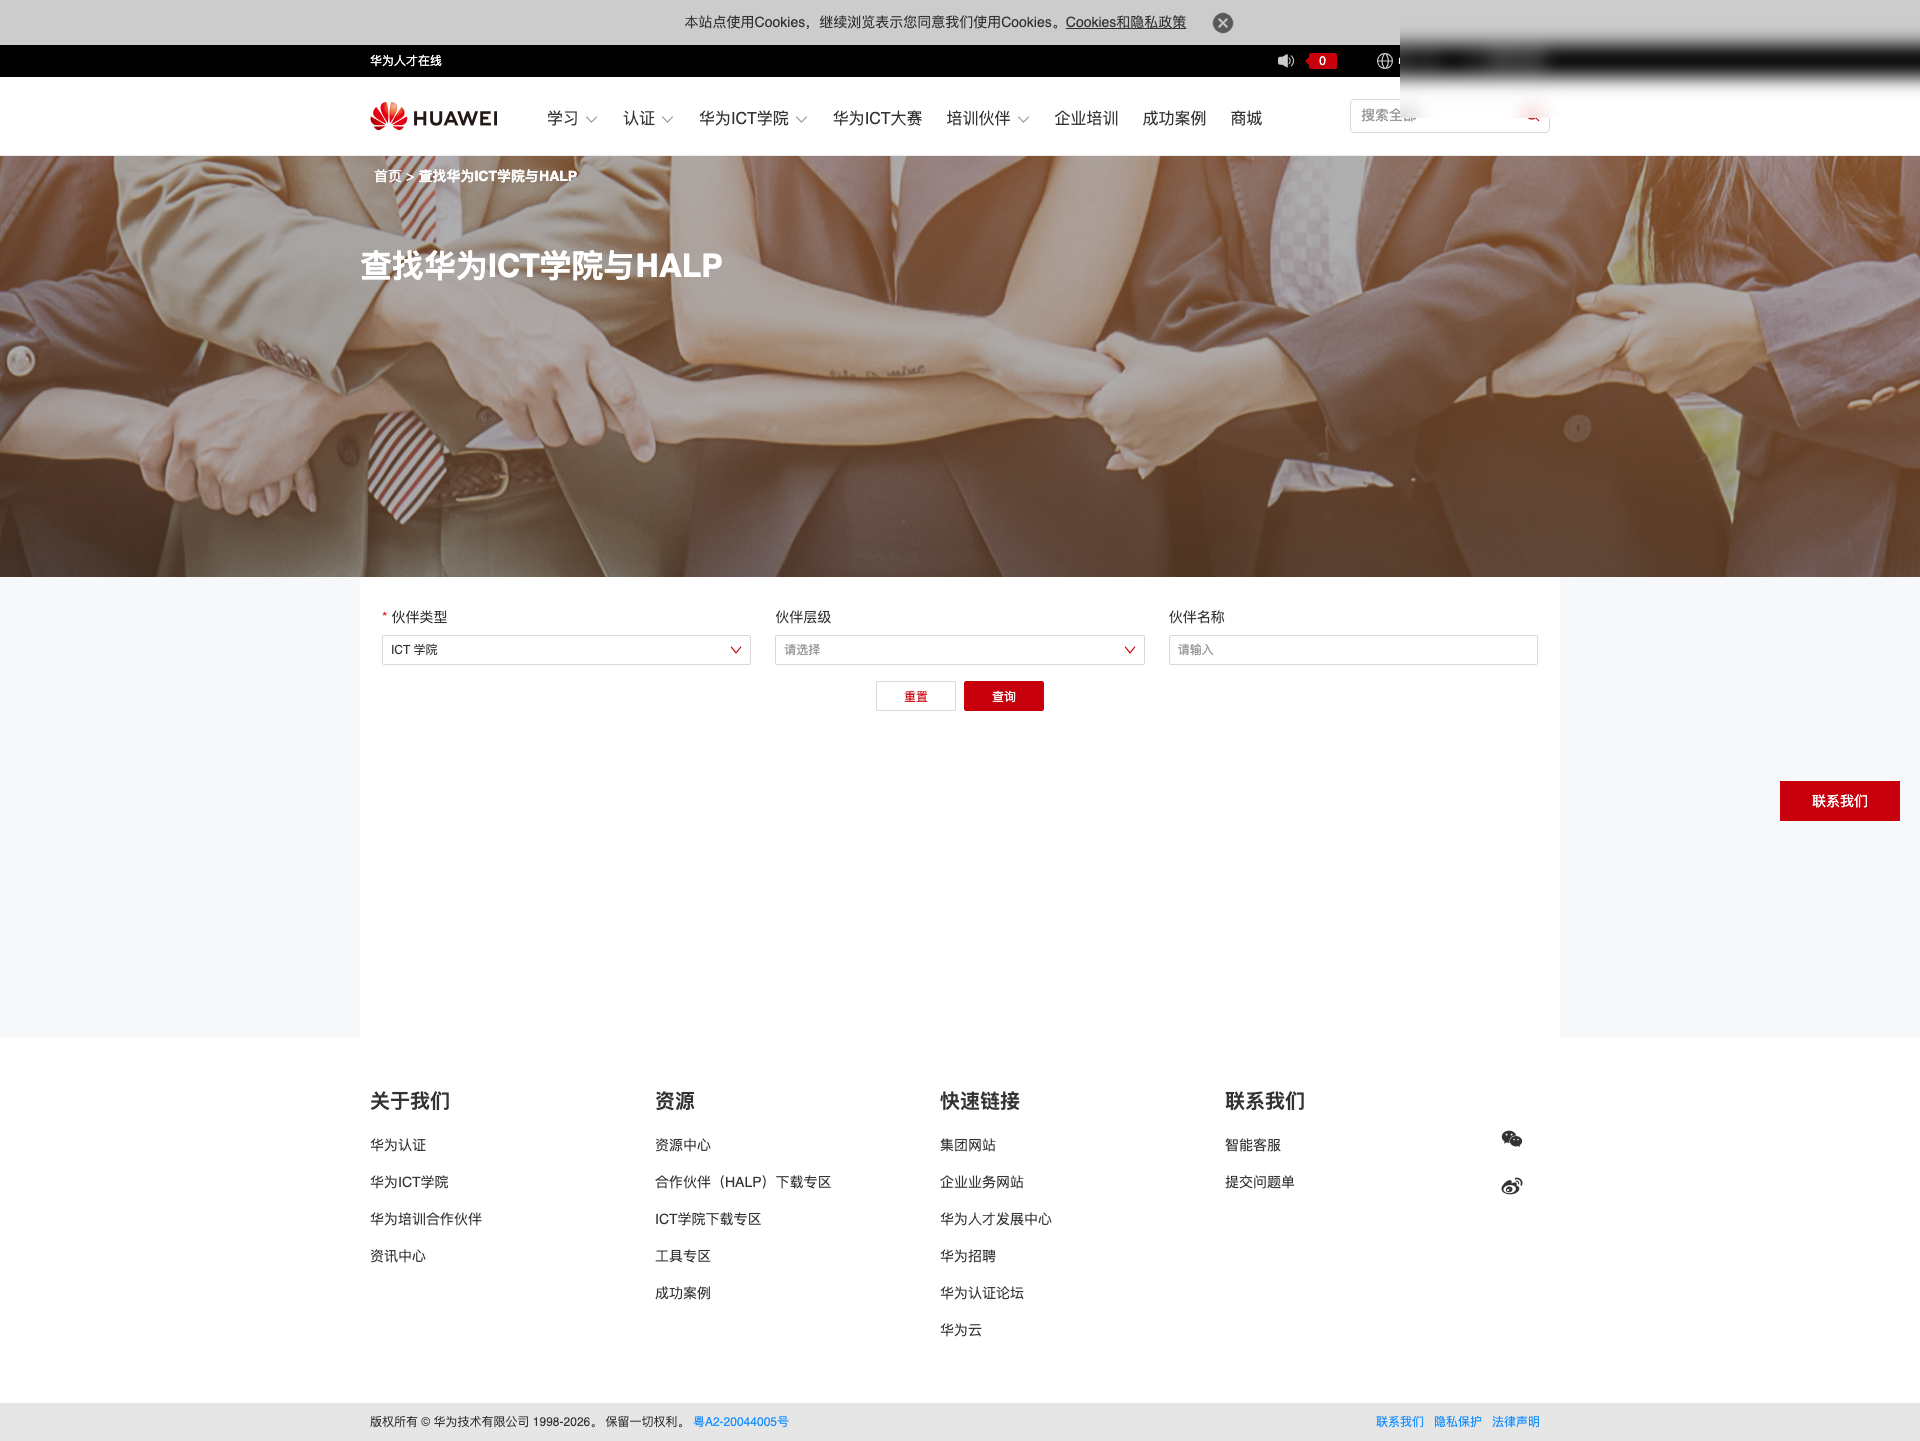 本站点使用Cookies，继续浏览表示您同意我们使用Cookies。Cookies和隐私政策
华为人才在线
0
HUAWEI
学习
认证
华为ICT学院
华为ICT大赛
培训伙伴
企业培训
成功案例
商城
搜索全部
首页 > 查找华为ICT学院与HALP
查找华为ICT学院与HALP
* 伙伴类型
伙伴层级
伙伴名称
ICT 学院
请选择
请输入
重置
查询
联系我们
关于我们
华为认证
华为ICT学院
华为培训合作伙伴
资讯中心
资源
资源中心
合作伙伴（HALP）下载专区
ICT学院下载专区
工具专区
成功案例
快速链接
集团网站
企业业务网站
华为人才发展中心
华为招聘
华为认证论坛
华为云
联系我们
智能客服
提交问题单
版权所有 © 华为技术有限公司 1998-2026。 保留一切权利。 粤A2-20044005号
联系我们 隐私保护 法律声明